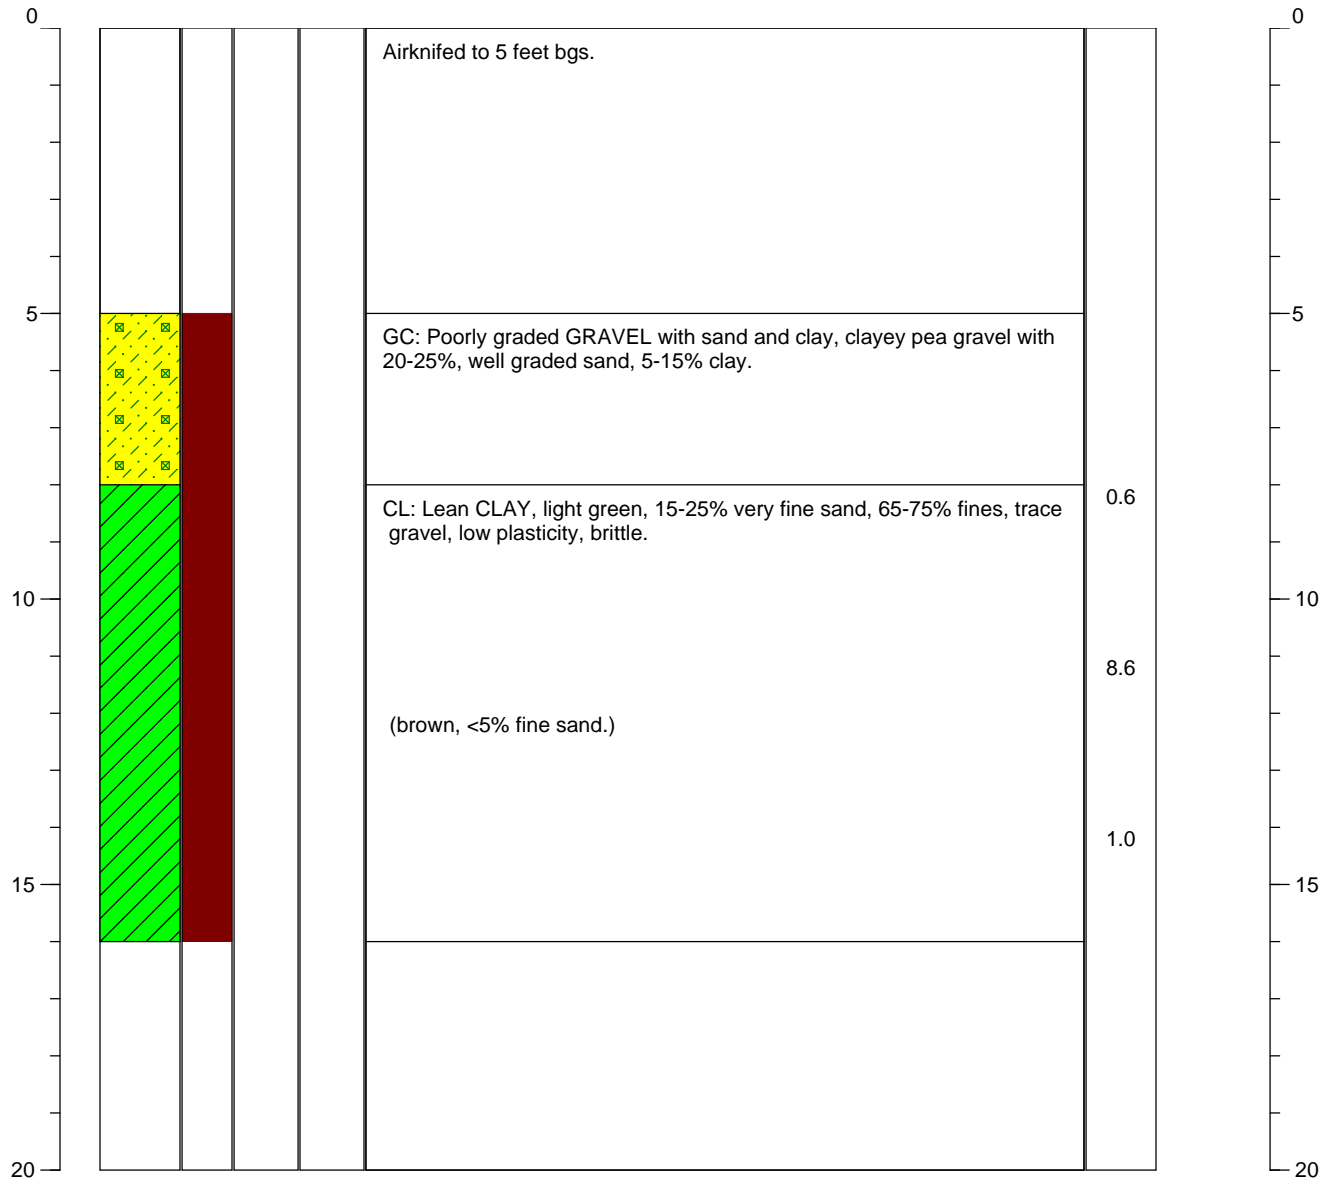 0
0
Airknifed to 5 feet bgs.
5
5
GC: Poorly graded GRAVEL with sand and clay, clayey pea gravel with
20-25%, well graded sand, 5-15% clay.
0.6
CL: Lean CLAY, light green, 15-25% very fine sand, 65-75% fines, trace
gravel, low plasticity, brittle.
10
10
8.6
(brown, <5% fine sand.)
1.0
15
15
20
20